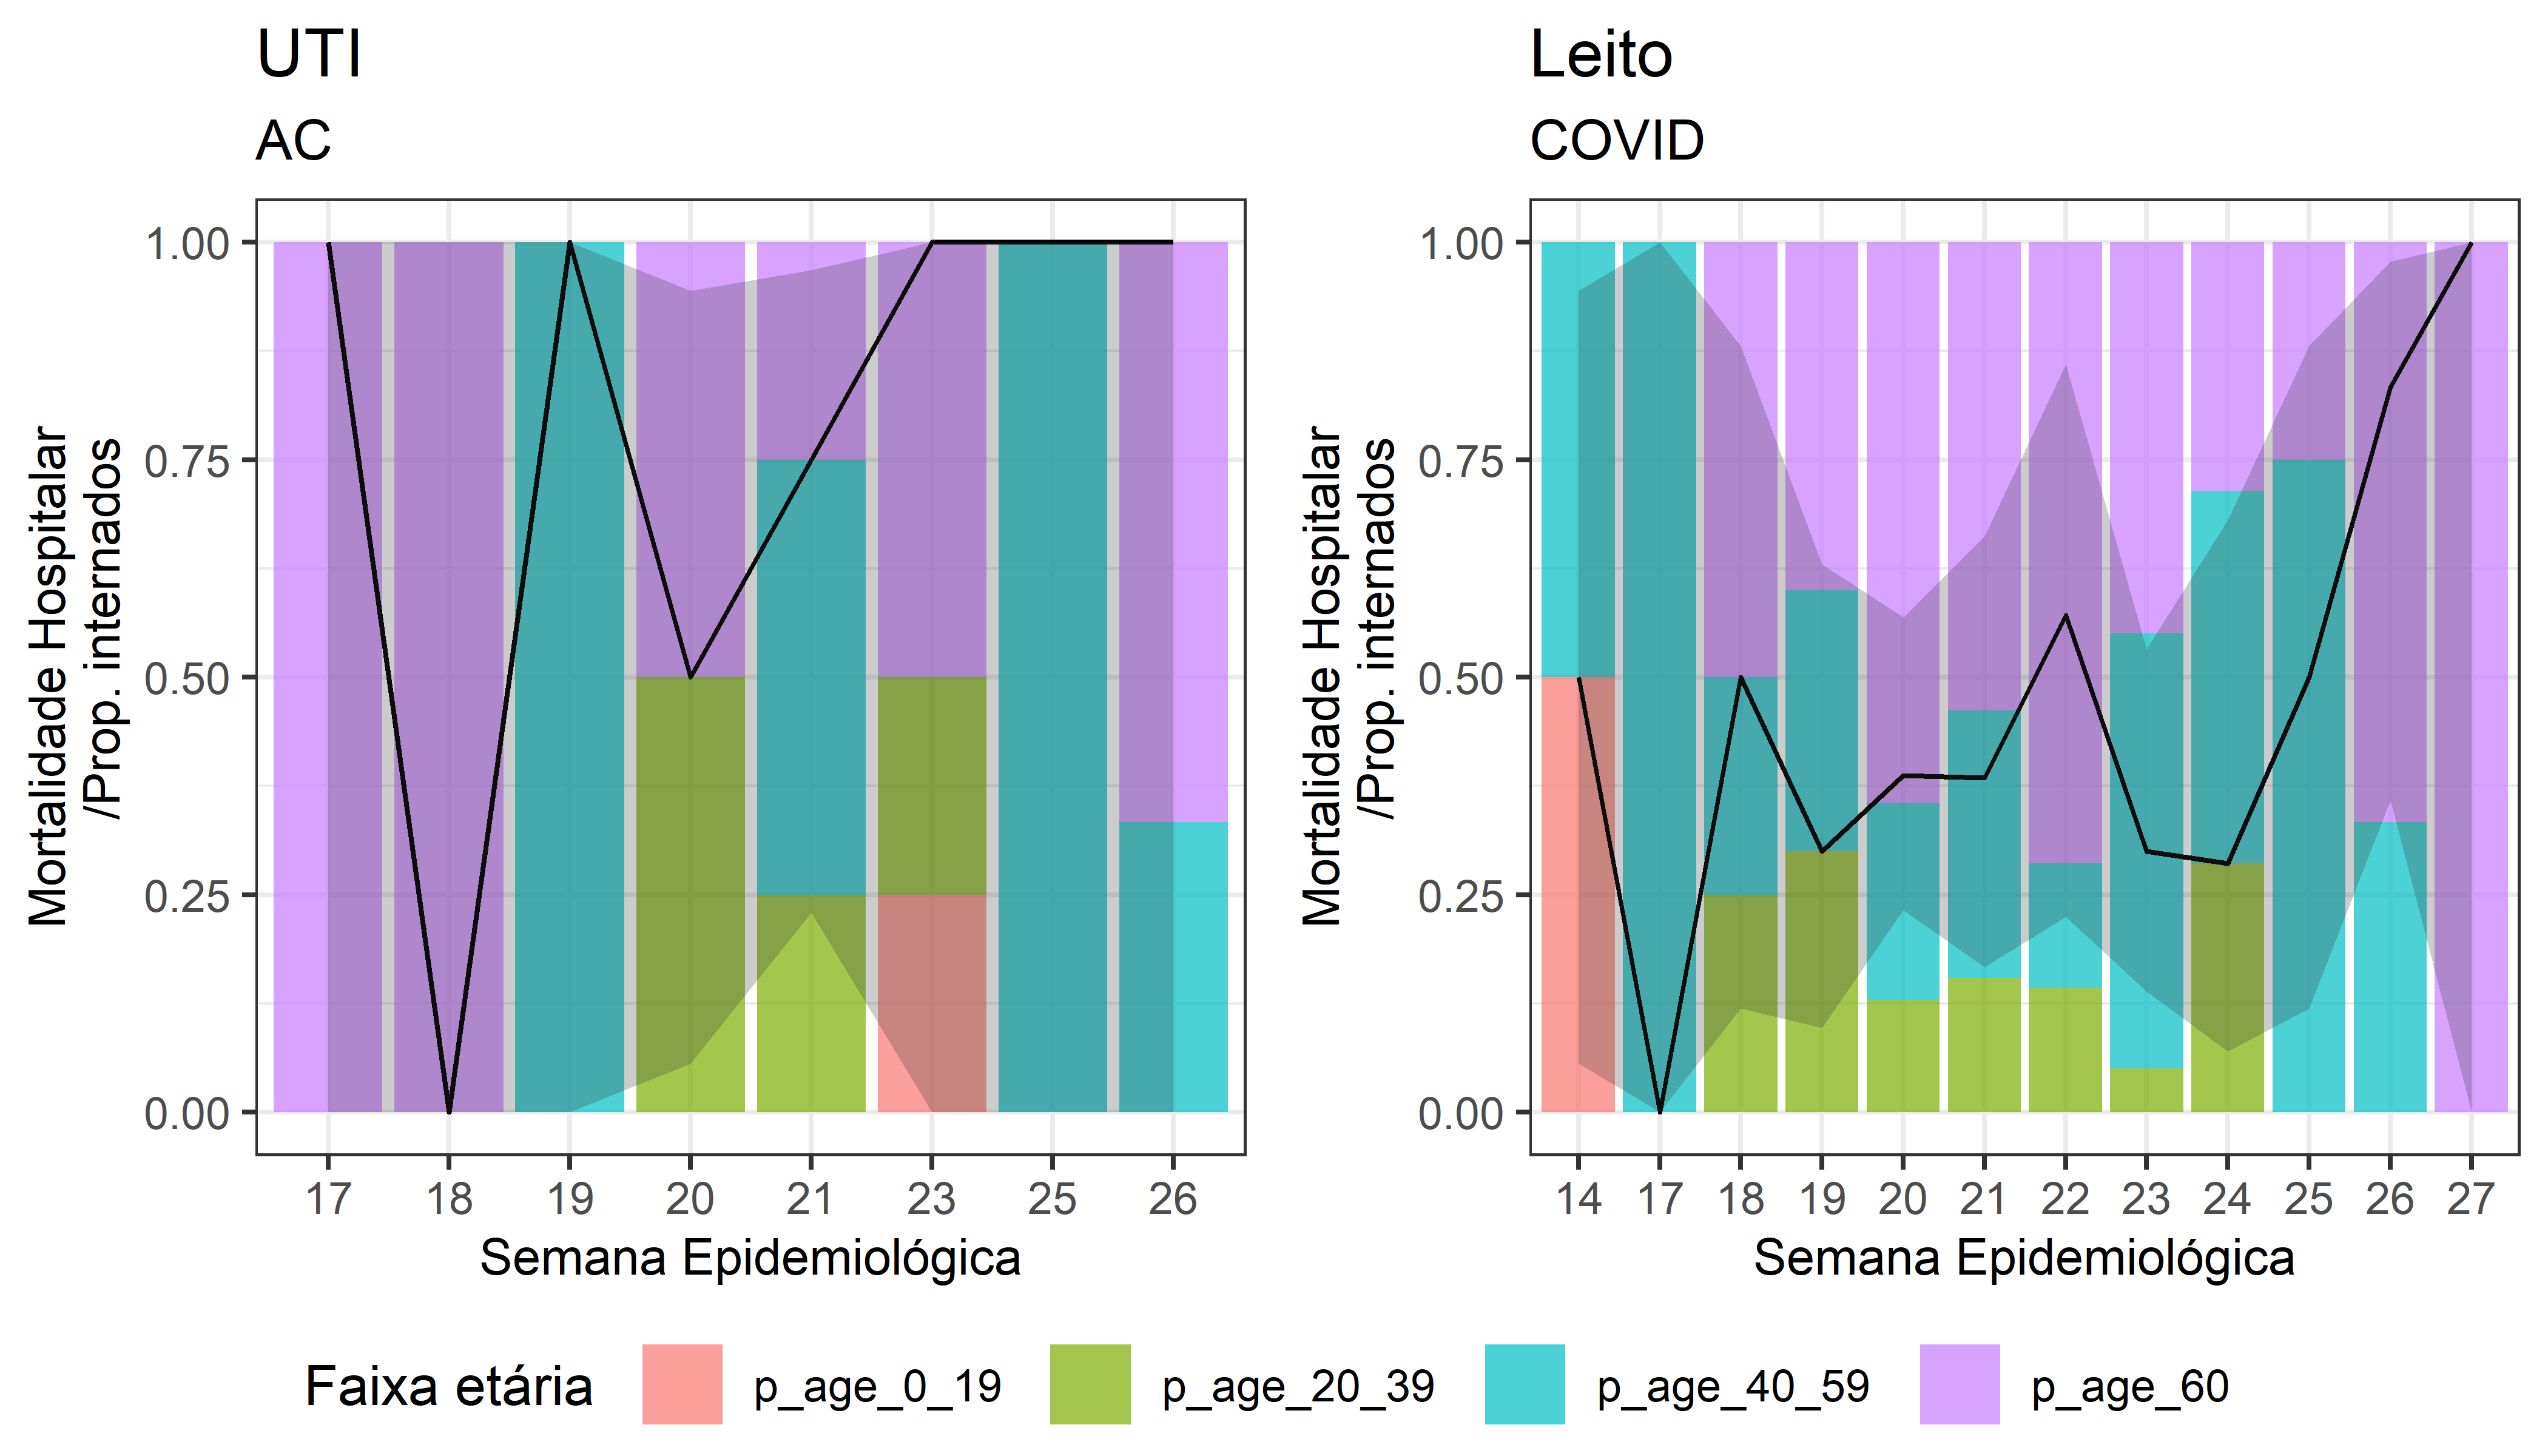 UTI
AC
Mortalidade Hospitalar
/Prop. internados
1.00
0.75
0.50
0.25
0.00
17 18 19 20 21 23 25 26
Semana Epidemiológica
Leito
COVID
Mortalidade Hospitalar
/Prop. internados
1.00
0.75
0.50
0.25
0.00
14 17 18 19 20 21 22 23 24 25 26 27
Semana Epidemiológica
Faixa etária p_age_0_19 p_age_20_39 p_age_40_59 p_age_60